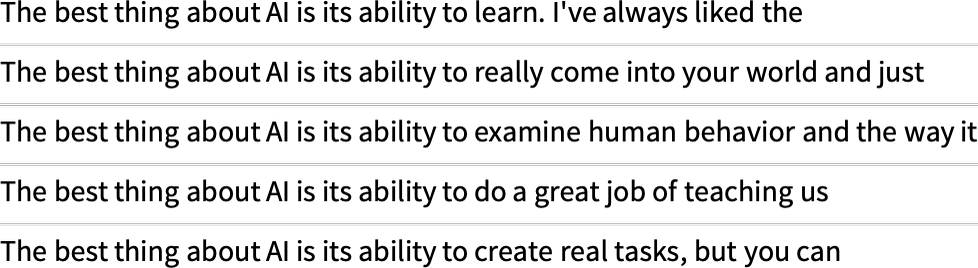 The best thing about AI is its ability to learn. I've always liked the
The best thing about AI is its ability to really come into your world and just
The best thing about AI is its ability to examine human behavior and the way it
The best thing about AI is its ability to do a great job of teaching us
The best thing about AI is its ability to create real tasks, but you can